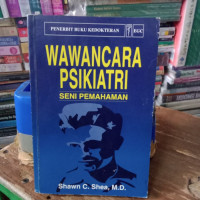 PENERBIT BUKU KEDOKTERAN EGC
WAWANCARA
PSIKIATRI
SENI PEMAHAMAN
Shawn C. Shea, M.D.